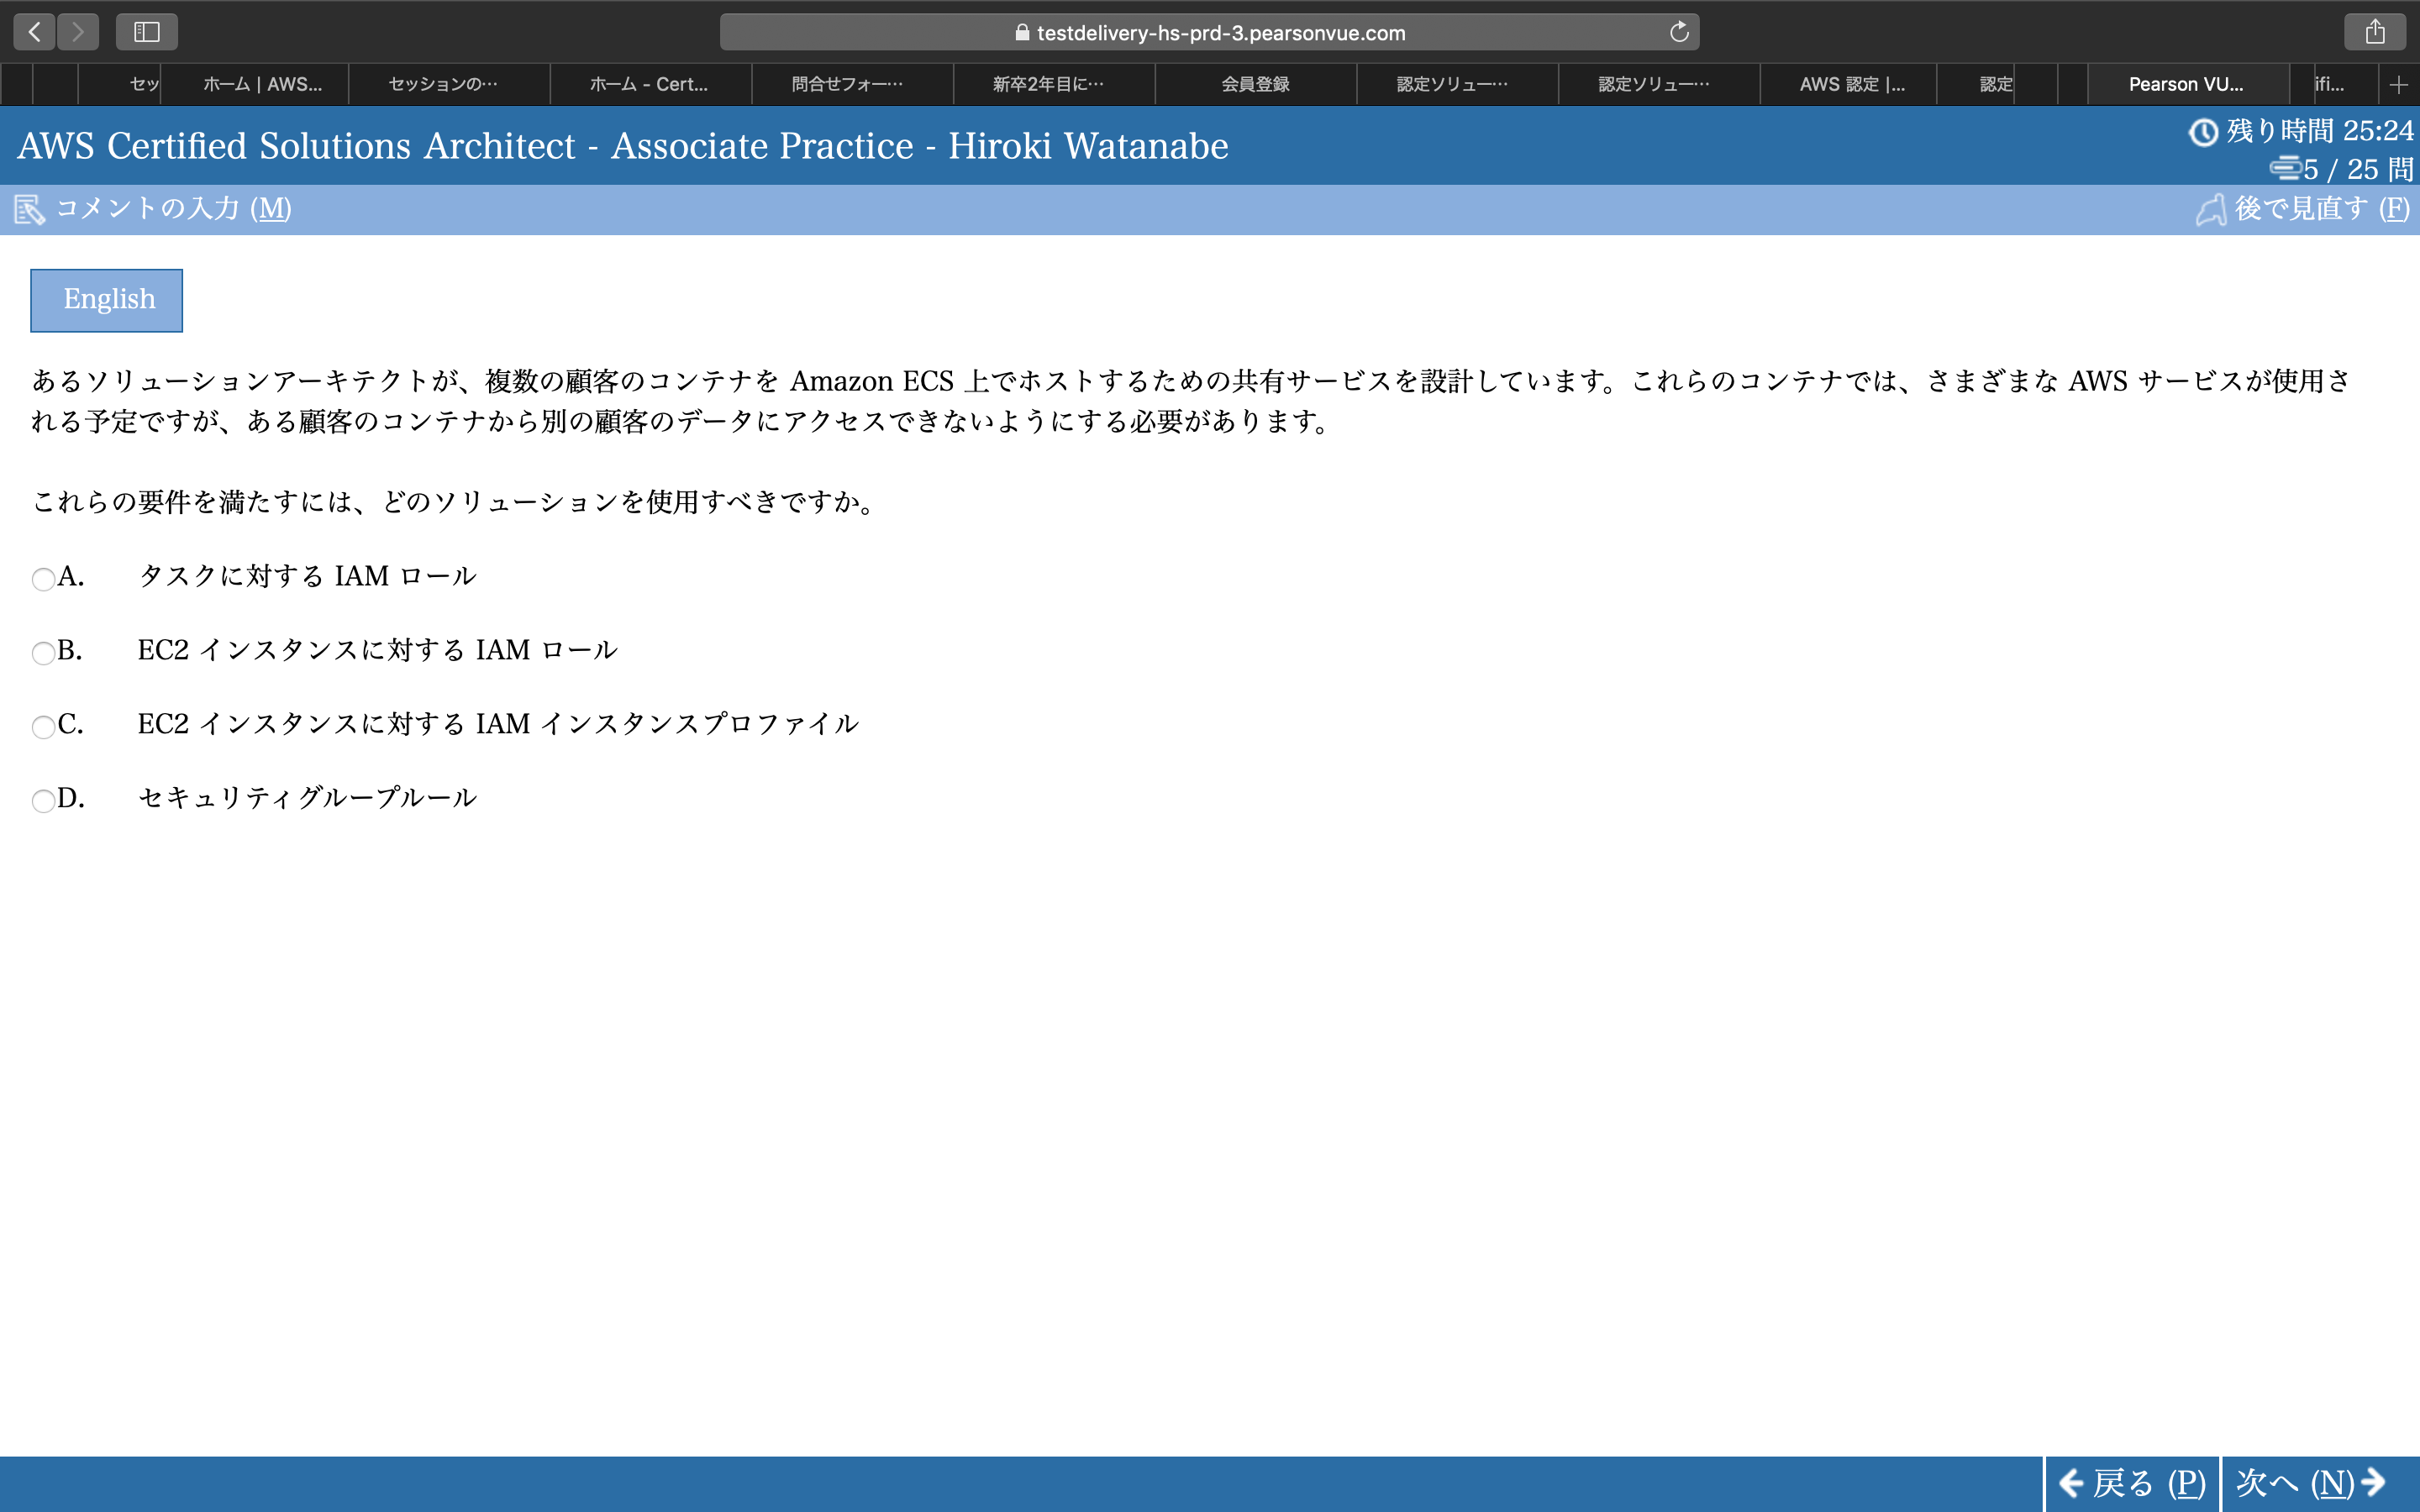 testdelivery-hs-prd-3.pearsonvue.com
セッ ホーム | AWS... セッションの… ホーム - Cert... 問合せフォー… 新卒2年目に… 会員登録 認定ソリュー… 認定ソリュー… AWS 認定 |... 認定 Pearson VU... ifi...
AWS Certified Solutions Architect - Associate Practice - Hiroki Watanabe
残り時間 25:24
5 / 25 問
コメントの入力 (M) 後で見直す (F)
English
あるソリューションアーキテクトが、複数の顧客のコンテナを Amazon ECS 上でホストするための共有サービスを設計しています。これらのコンテナでは、さまざまな AWS サービスが使用さ
れる予定ですが、ある顧客のコンテナから別の顧客のデータにアクセスできないようにする必要があります。
これらの要件を満たすには、どのソリューションを使用すべきですか。
A. タスクに対する IAM ロール
B. EC2 インスタンスに対する IAM ロール
C. EC2 インスタンスに対する IAM インスタンスプロファイル
D. セキュリティグループルール
戻る (P) 次へ (N)